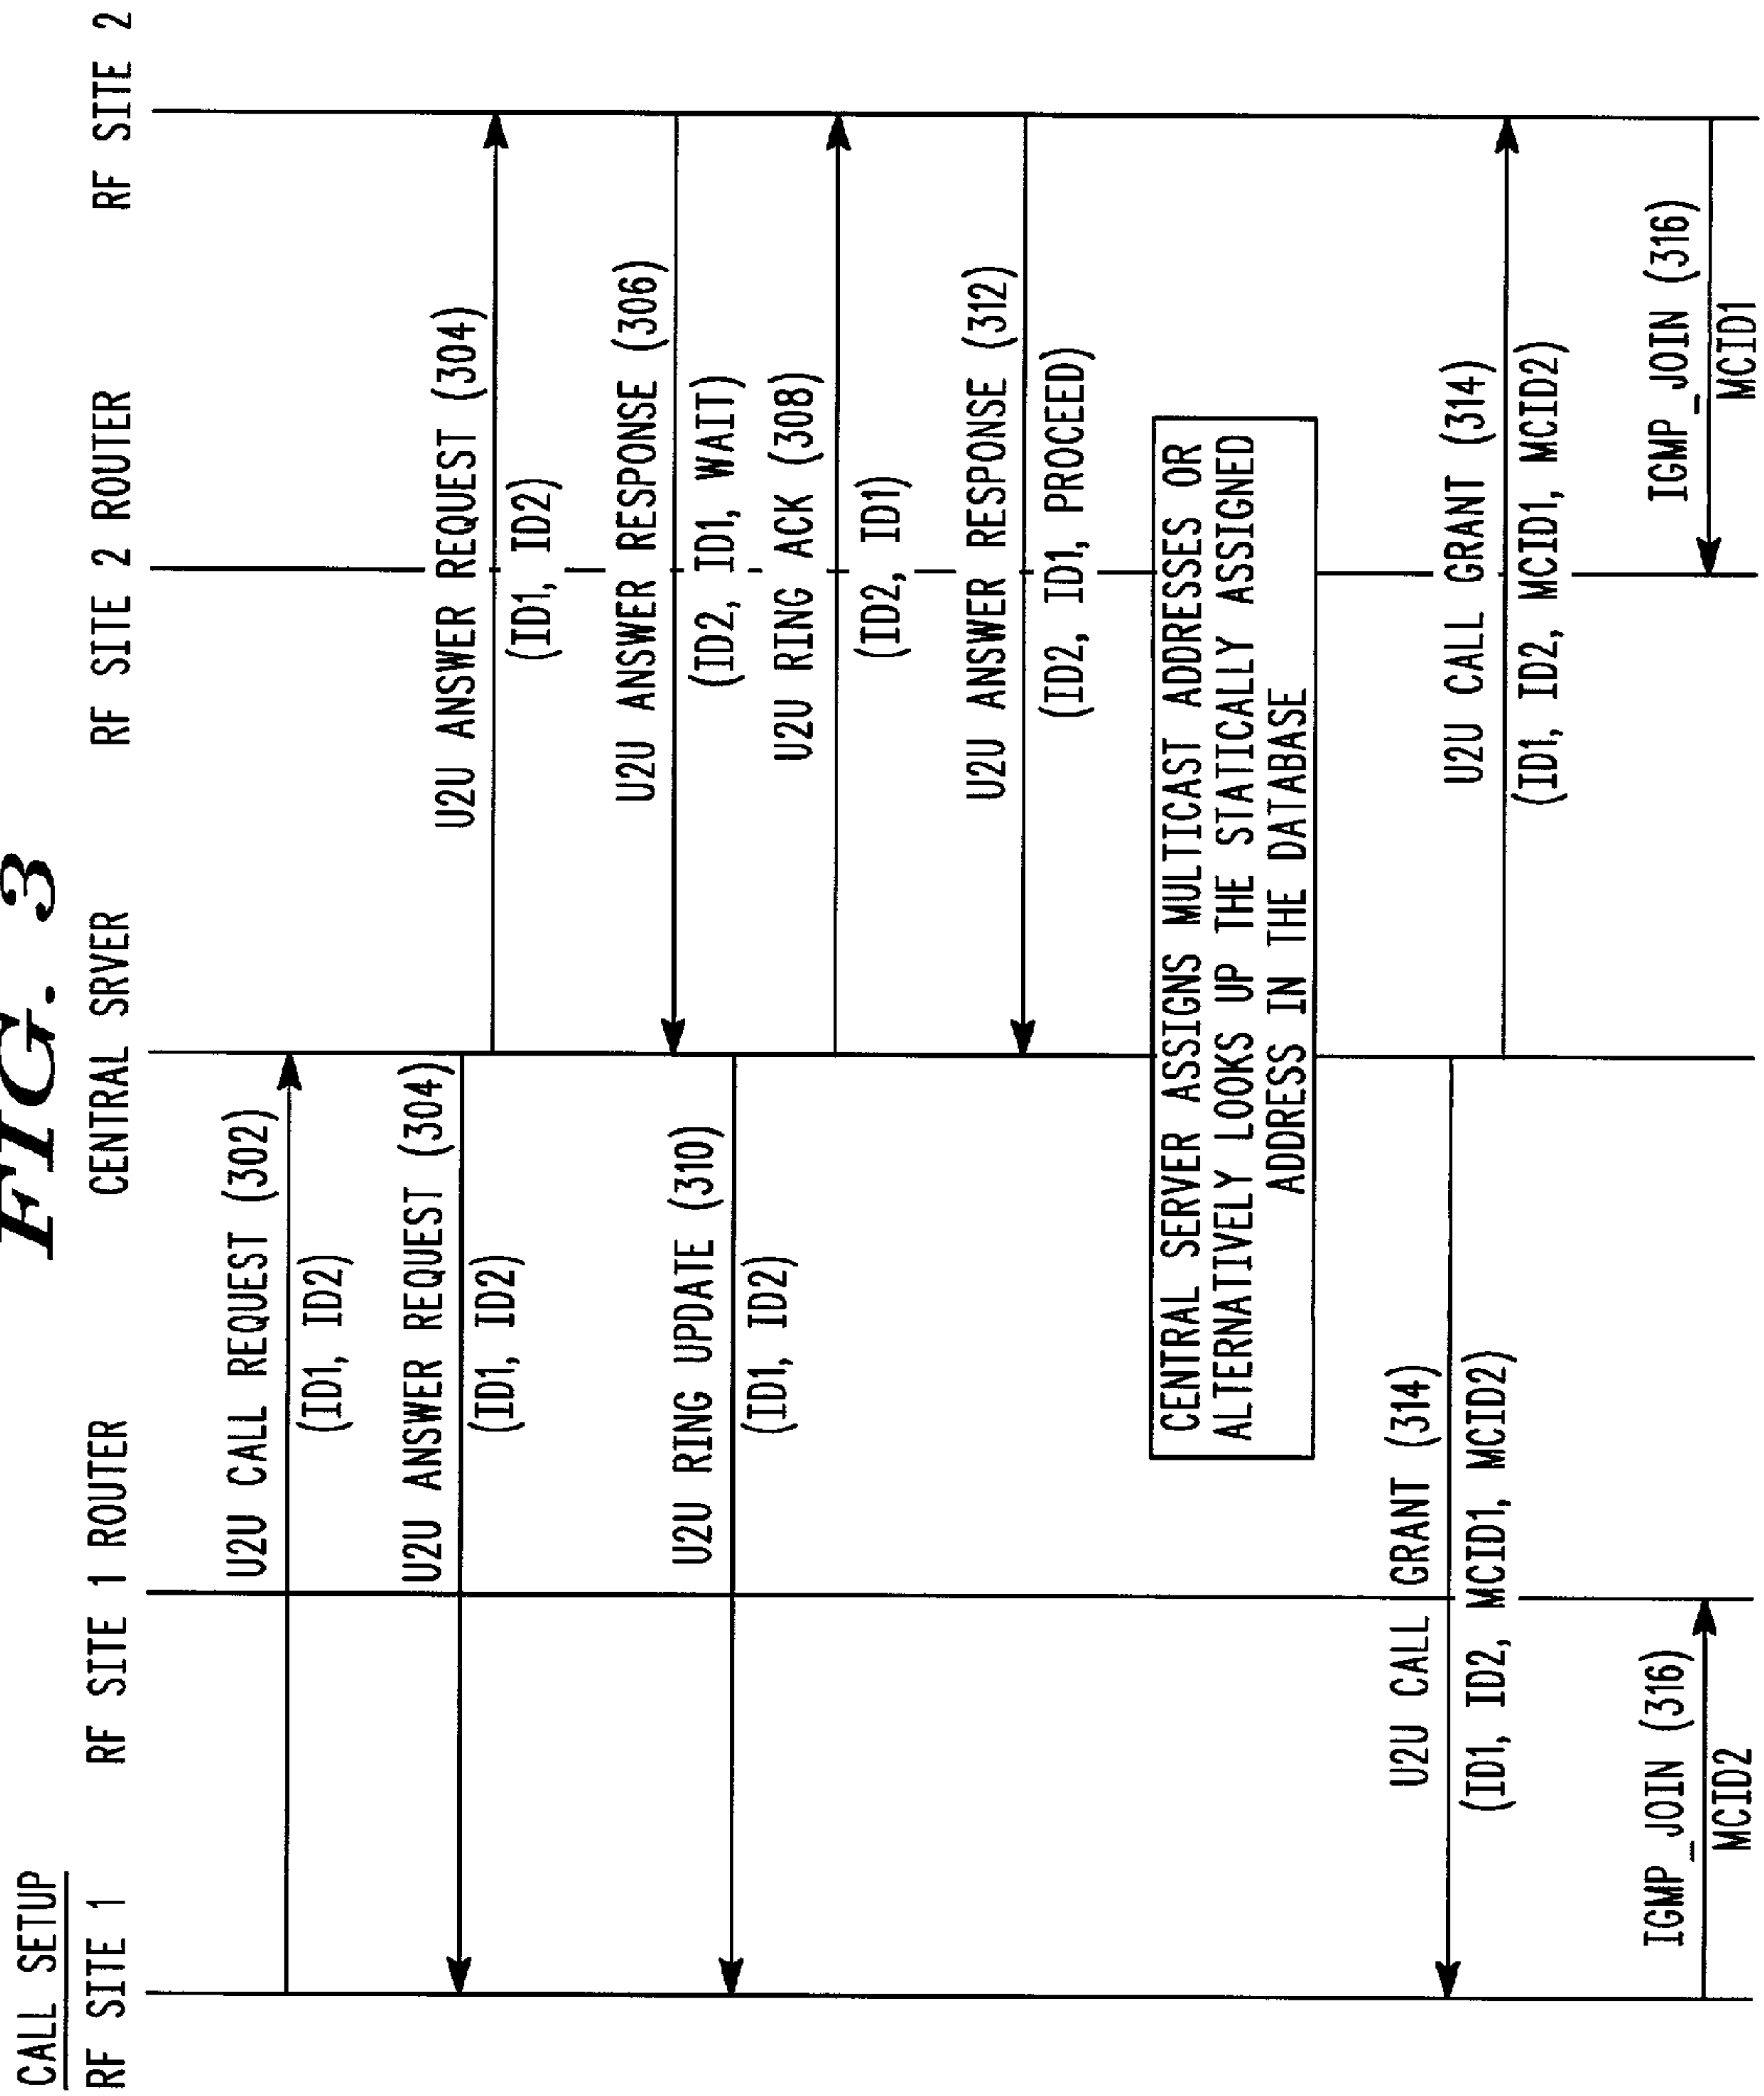 FIG. 3
CALL SETUP
RF SITE 1
RF SITE 1 ROUTER
CENTRAL SRVER
RF SITE 2 ROUTER
RF SITE 2
U2U CALL REQUEST (302)
(ID1, ID2)
U2U ANSWER REQUEST (304)
(ID1, ID2)
U2U ANSWER REQUEST (304)
(ID1, ID2)
U2U ANSWER RESPONSE (306)
(ID2, ID1, WAIT)
U2U RING UPDATE (310)
(ID1, ID2)
U2U RING ACK (308)
(ID2, ID1)
U2U ANSWER RESPONSE (312)
(ID2, ID1, PROCEED)
CENTRAL SERVER ASSIGNS MULTICAST ADDRESSES OR
ALTERNATIVELY LOOKS UP THE STATICALLY ASSIGNED
ADDRESS IN THE DATABASE
U2U CALL GRANT (314)
(ID1, ID2, MCID1, MCID2)
U2U CALL GRANT (314)
(ID1, ID2, MCID1, MCID2)
IGMP_JOIN (316)
MCID2
IGMP_JOIN (316)
MCID1